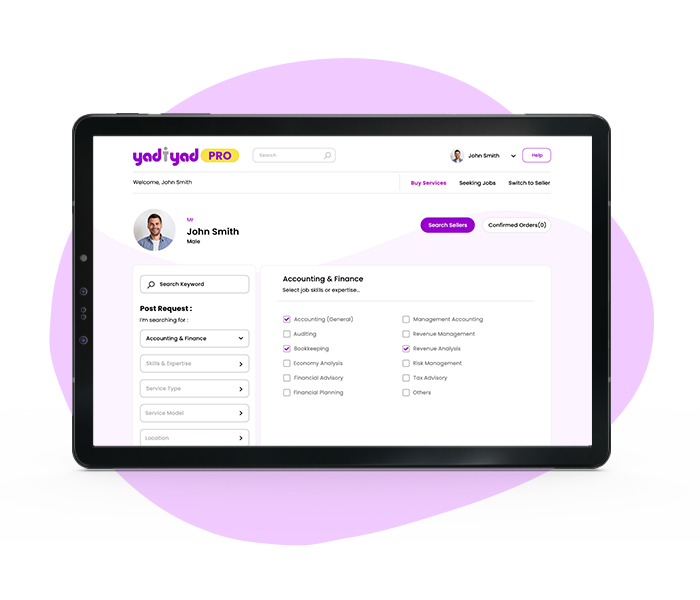 yadiyad PRO
Search
John Smith
Help
Welcome, John Smith
Buy Services
Seeking Jobs
Switch to Seller
Mr
John Smith
Male
Search Sellers
Confirmed Orders(0)
Search Keyword
Post Request :
I'm searching for :
Accounting & Finance
Skills & Expertise
Service Type
Service Model
Location
Accounting & Finance
Select job skills or expertise...
Accounting (General)
Auditing
Bookkeeping
Economy Analysis
Financial Advisory
Financial Planning
Management Accounting
Revenue Management
Revenue Analysis
Risk Management
Tax Advisory
Others